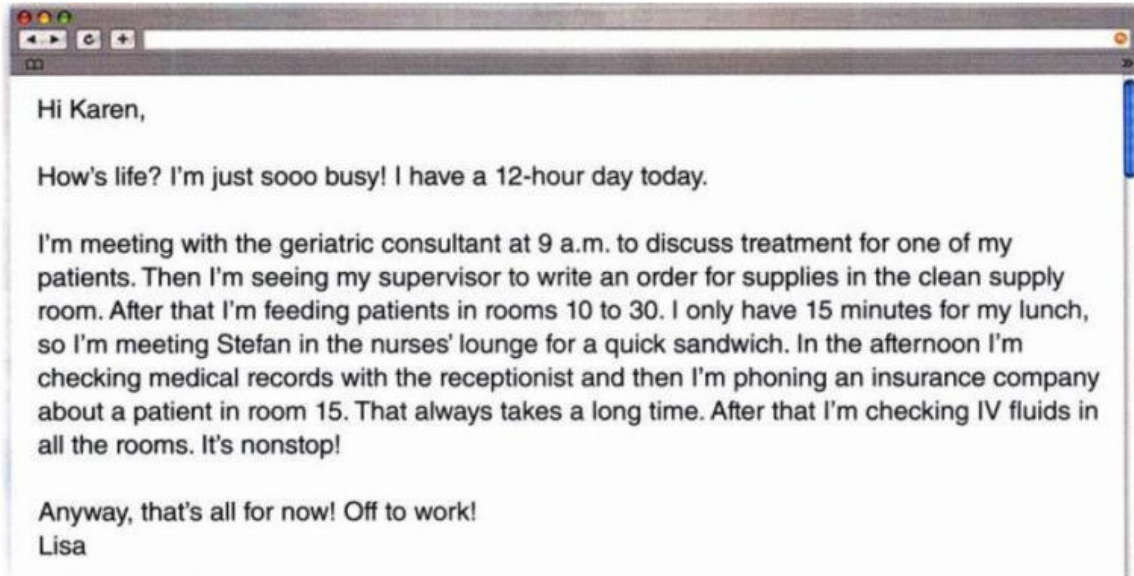 Hi Karen,
How's life? I'm just sooo busy! I have a 12-hour day today.
I'm meeting with the geriatric consultant at 9 a.m. to discuss treatment for one of my
patients. Then I'm seeing my supervisor to write an order for supplies in the clean supply
room. After that I'm feeding patients in rooms 10 to 30. I only have 15 minutes for my lunch,
so I'm meeting Stefan in the nurses' lounge for a quick sandwich. In the afternoon I'm
checking medical records with the receptionist and then I'm phoning an insurance company
about a patient in room 15. That always takes a long time. After that I'm checking IV fluids in
all the rooms. It's nonstop!
Anyway, that's all for now! Off to work!
Lisa